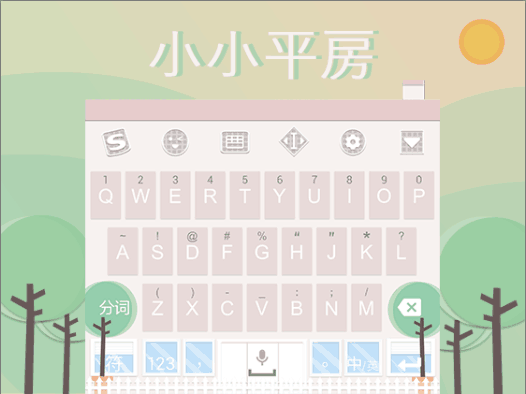 小小平房
S
1 2 3 4 5 6 7 8 9 0
Q W E R T Y U I O P
~ ! @ # % “ ” * ?
A S D F G H J K L
分词 ( ) - _ : ; /
Z X C V B N M
符 123 , 。 中/英